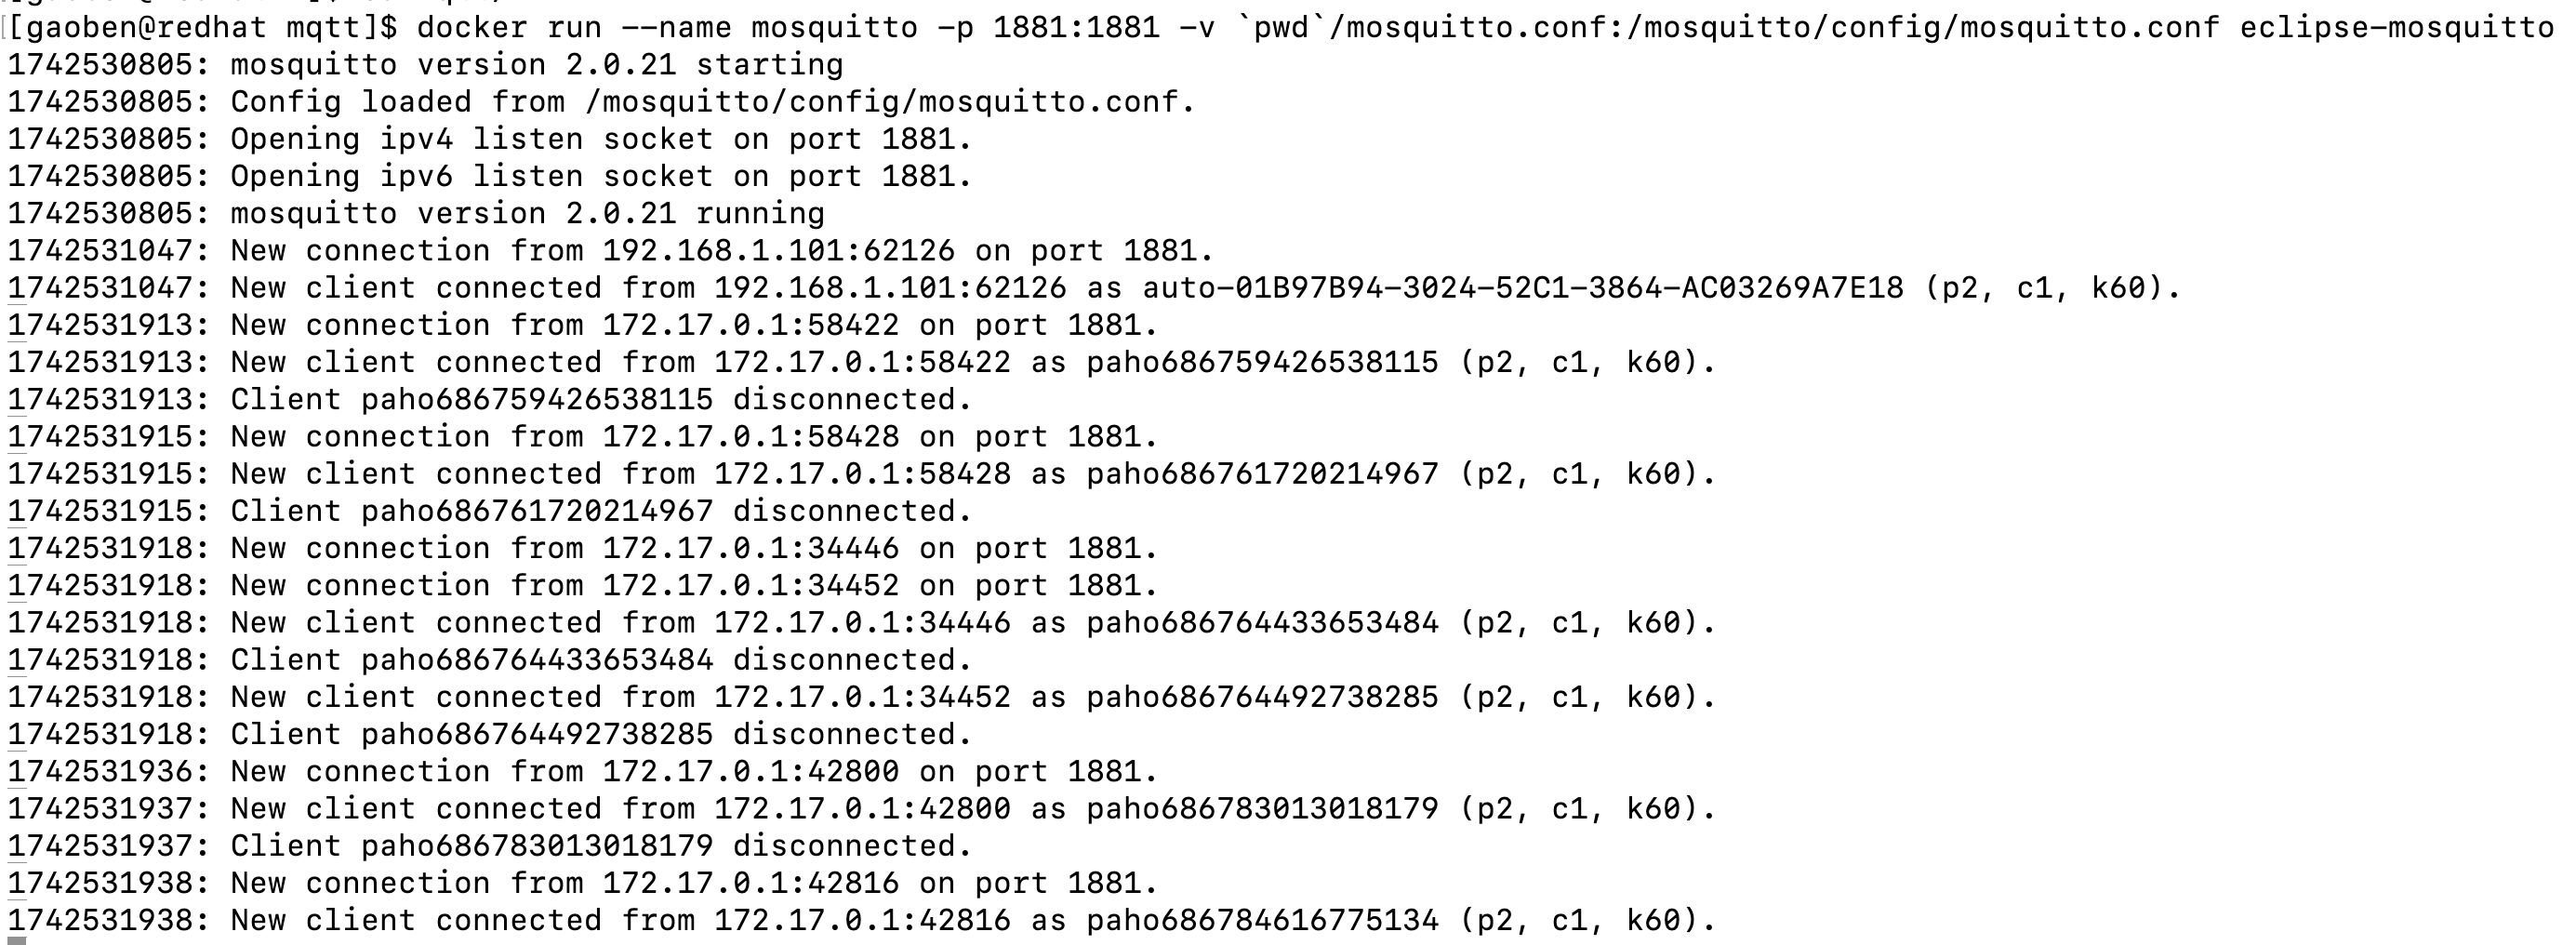 [[gaoben@redhat mqtt]$ docker run --name mosquitto -p 1881:1881 -v `pwd`/mosquitto.conf:/mosquitto/config/mosquitto.conf eclipse-mosquitto
1742530805: mosquitto version 2.0.21 starting
1742530805: Config loaded from /mosquitto/config/mosquitto.conf.
1742530805: Opening ipv4 listen socket on port 1881.
1742530805: Opening ipv6 listen socket on port 1881.
1742530805: mosquitto version 2.0.21 running
1742531047: New connection from 192.168.1.101:62126 on port 1881.
1742531047: New client connected from 192.168.1.101:62126 as auto-01B97B94-3024-52C1-3864-AC03269A7E18 (p2, c1, k60).
1742531913: New connection from 172.17.0.1:58422 on port 1881.
1742531913: New client connected from 172.17.0.1:58422 as paho686759426538115 (p2, c1, k60).
1742531913: Client paho686759426538115 disconnected.
1742531915: New connection from 172.17.0.1:58428 on port 1881.
1742531915: New client connected from 172.17.0.1:58428 as paho686761720214967 (p2, c1, k60).
1742531915: Client paho686761720214967 disconnected.
1742531918: New connection from 172.17.0.1:34446 on port 1881.
1742531918: New connection from 172.17.0.1:34452 on port 1881.
1742531918: New client connected from 172.17.0.1:34446 as paho686764433653484 (p2, c1, k60).
1742531918: Client paho686764433653484 disconnected.
1742531918: New client connected from 172.17.0.1:34452 as paho686764492738285 (p2, c1, k60).
1742531918: Client paho686764492738285 disconnected.
1742531936: New connection from 172.17.0.1:42800 on port 1881.
1742531937: New client connected from 172.17.0.1:42800 as paho686783013018179 (p2, c1, k60).
1742531937: Client paho686783013018179 disconnected.
1742531938: New connection from 172.17.0.1:42816 on port 1881.
1742531938: New client connected from 172.17.0.1:42816 as paho686784616775134 (p2, c1, k60).